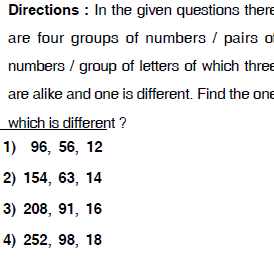 Directions : In the given questions there
are four groups of numbers / pairs of
numbers / group of letters of which three
are alike and one is different. Find the one
which is different ?
1) 96, 56, 12
2) 154, 63, 14
3) 208, 91, 16
4) 252, 98, 18